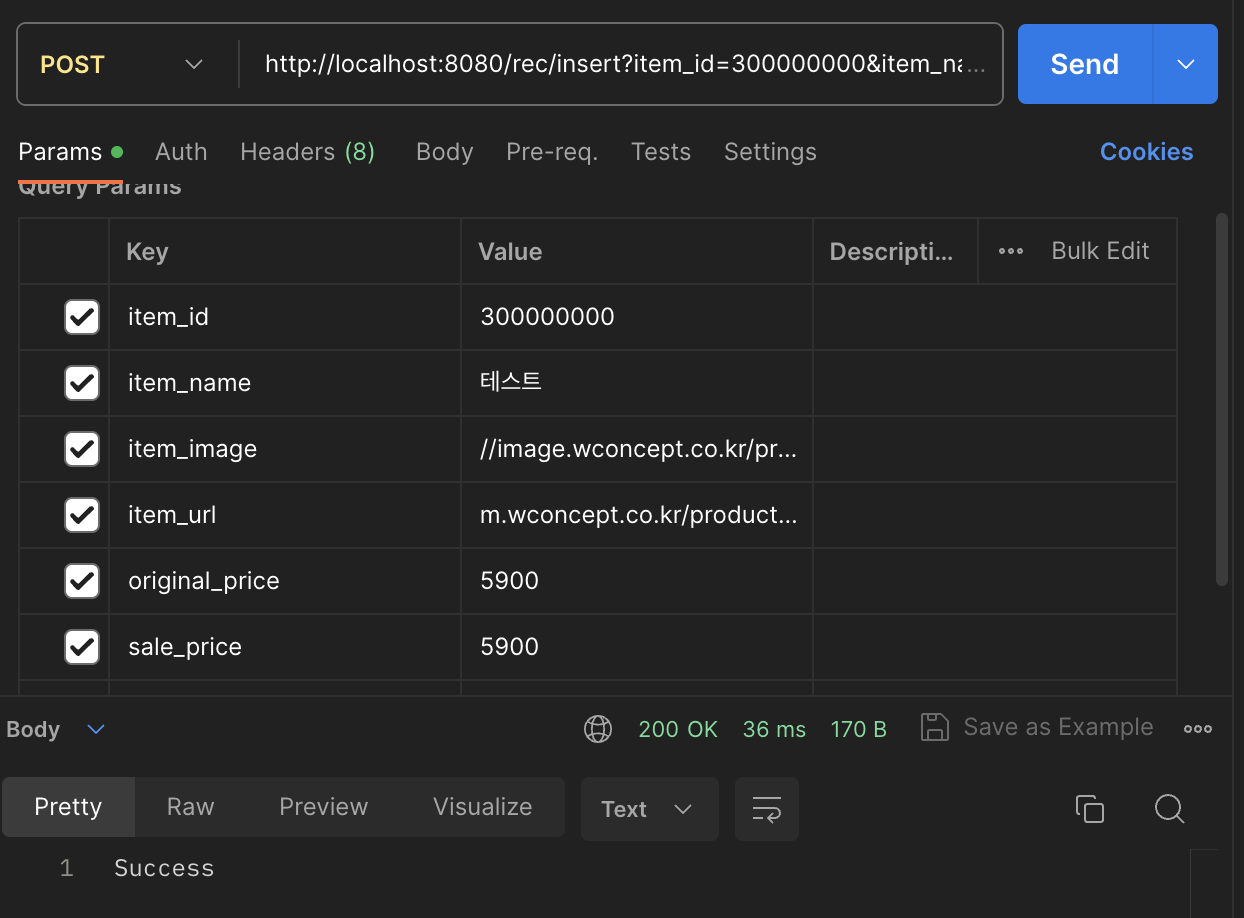 POST http://localhost:8080/rec/insert?item_id=300000000&item_na... Send
Params Auth Headers (8) Body Pre-req. Tests Settings Cookies
Query Params
Key Value Descripti... Bulk Edit
item_id 300000000
item_name 테스트
item_image //image.wconcept.co.kr/pr...
item_url m.wconcept.co.kr/product...
original_price 5900
sale_price 5900
Body 200 OK 36 ms 170 B Save as Example
Pretty Raw Preview Visualize Text
1 Success